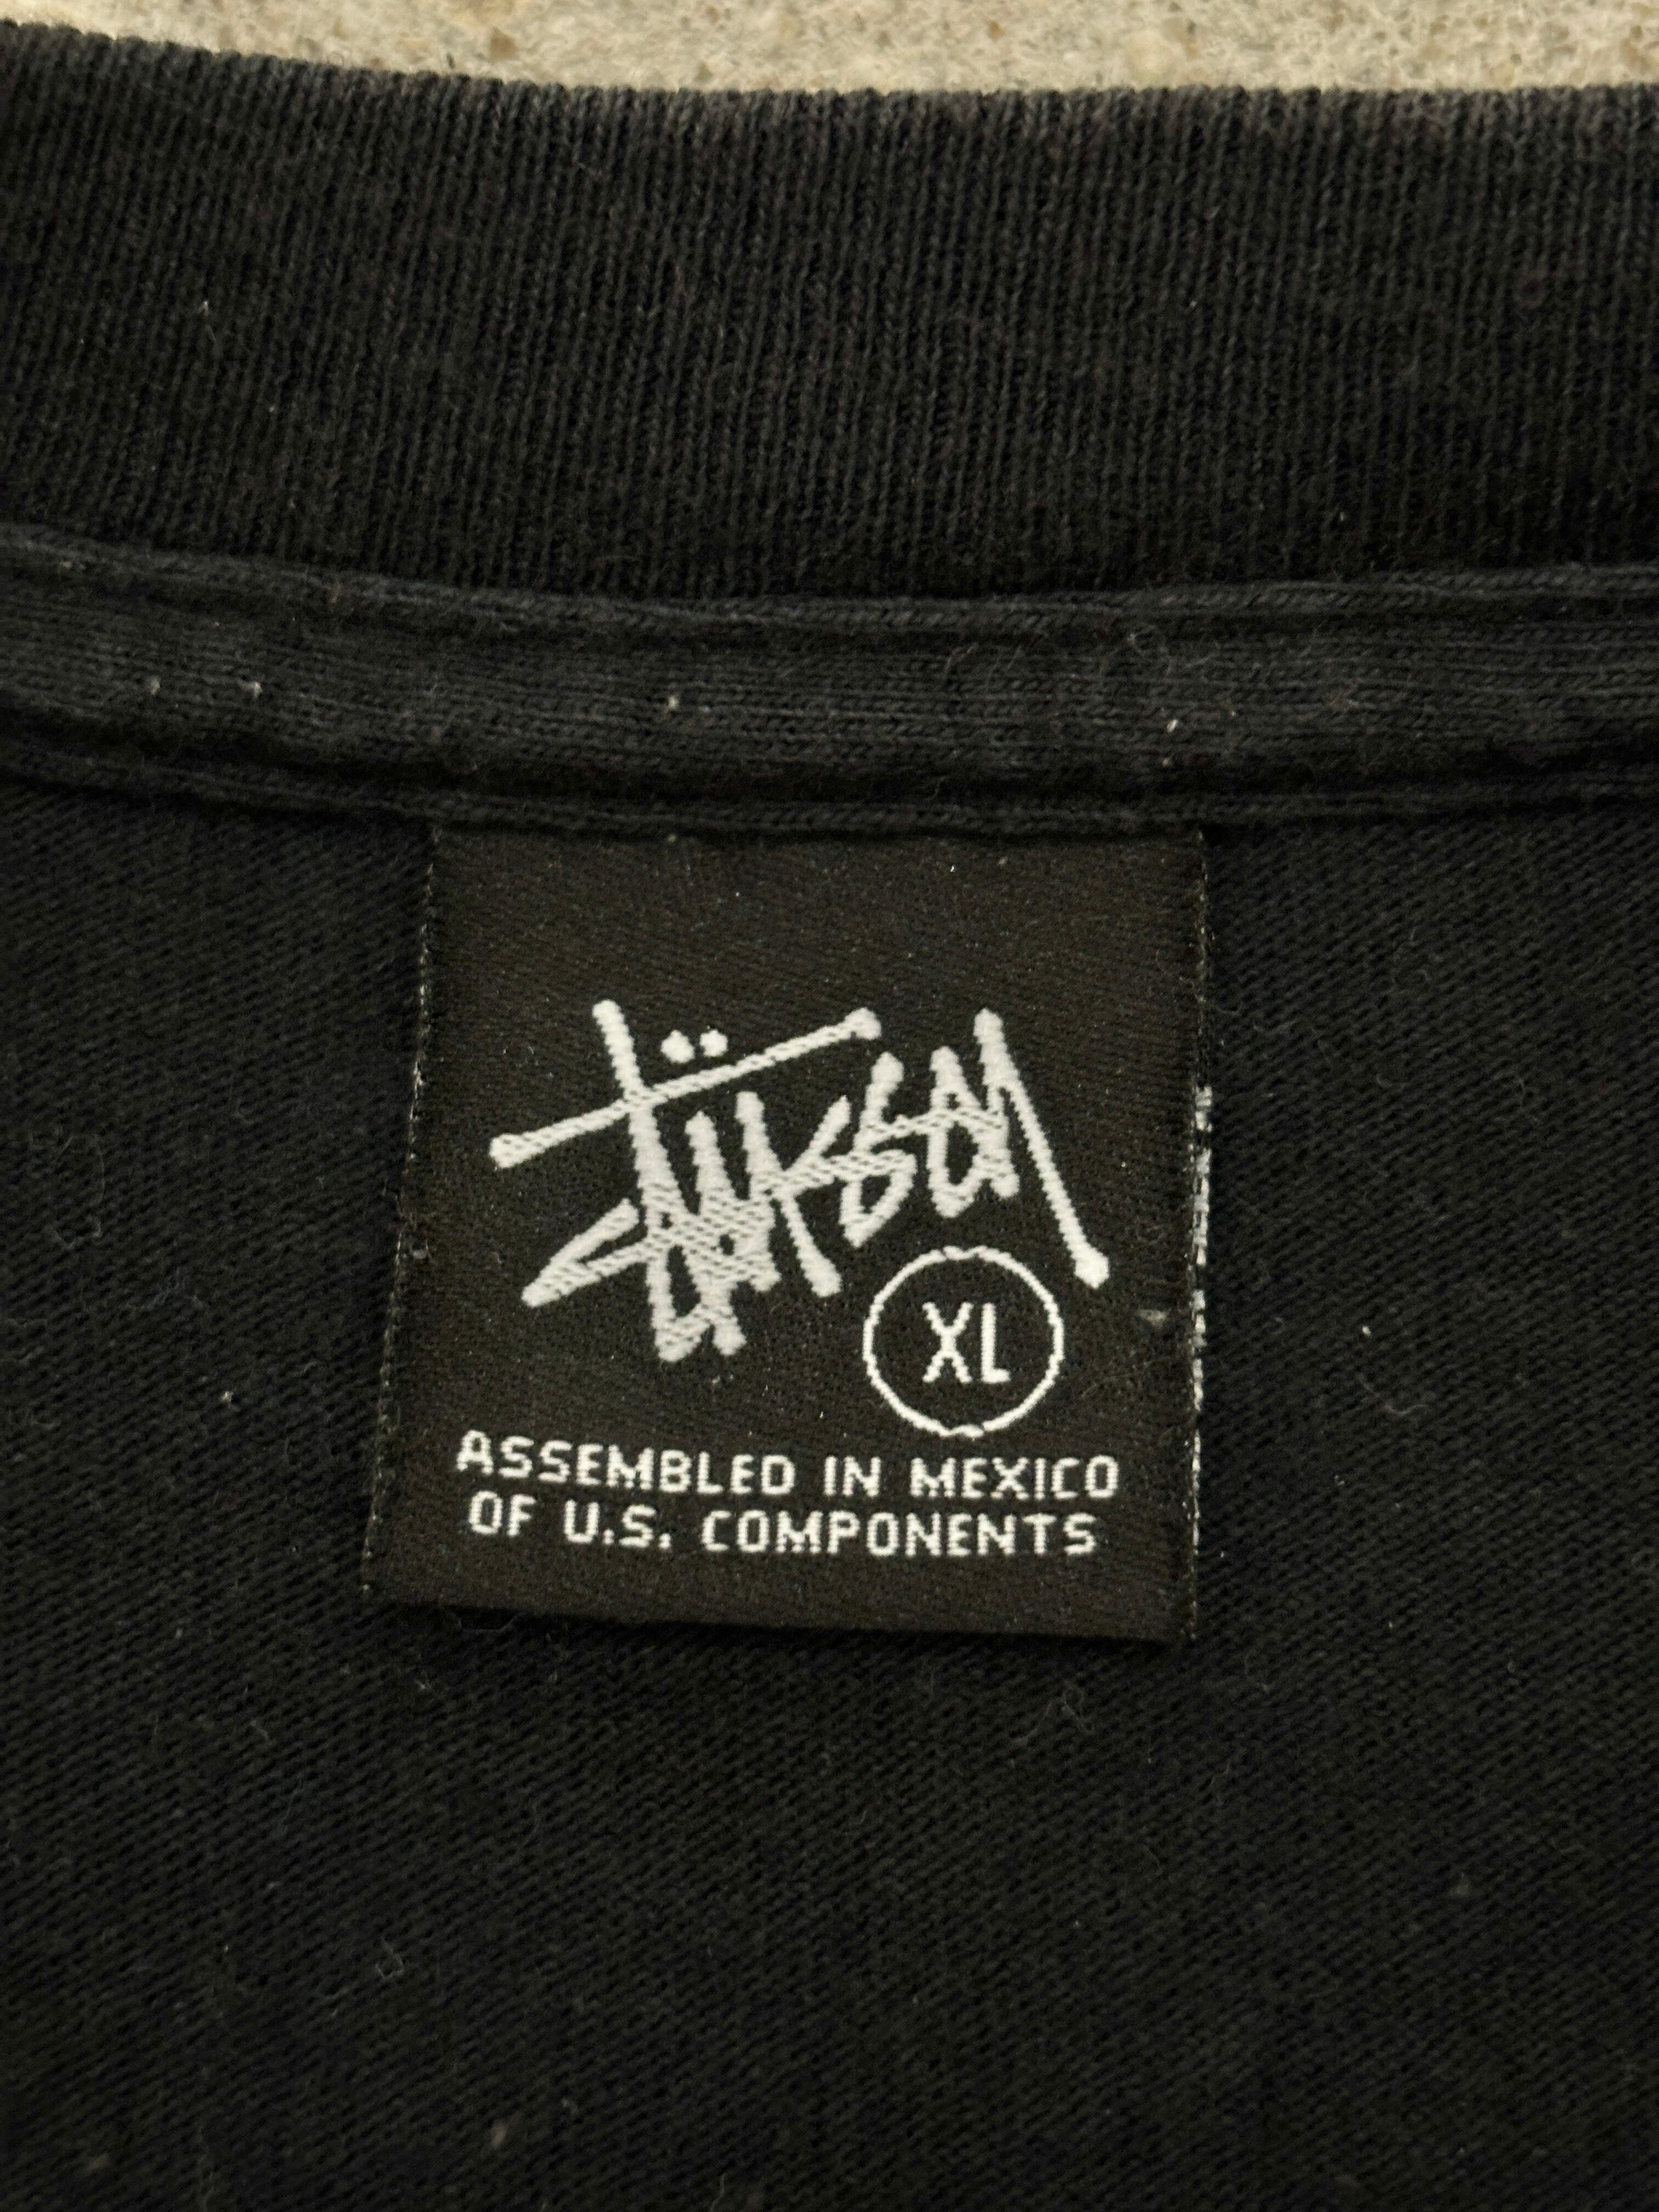 Stüssy
XL
ASSEMBLED IN MEXICO
OF U.S. COMPONENTS